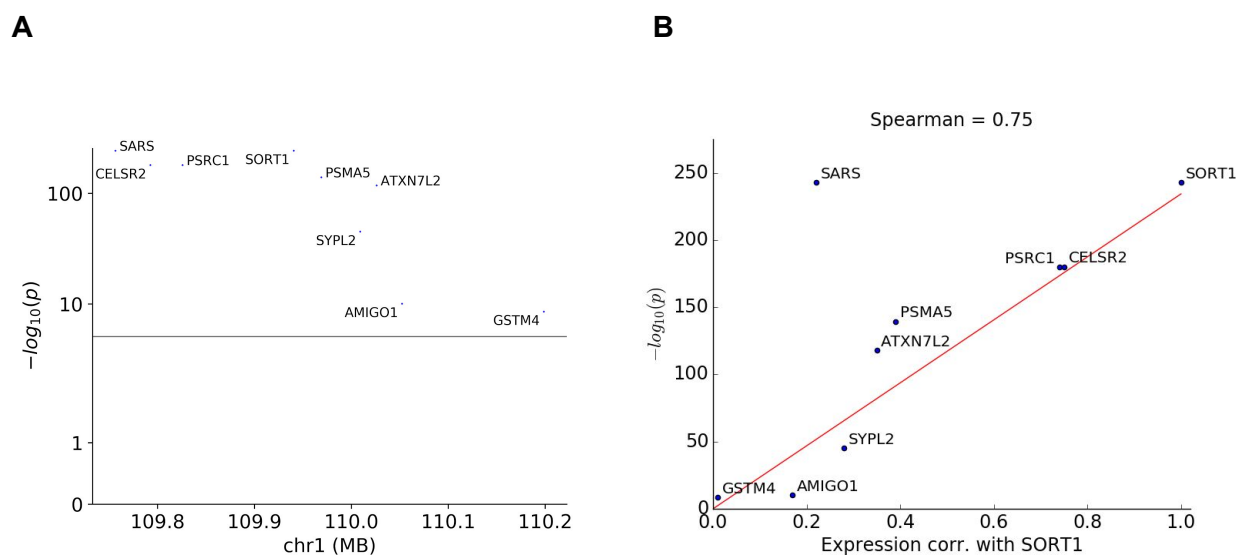 A
SARS
CELSR2
PSRC1
SORT1
PSMA5
ATXN7L2
SYPL2
AMIGO1
GSTM4
100
10
1
0
−log10(p)
109.8 109.9 110.0 110.1 110.2
chr1 (MB)
B
Spearman = 0.75
SARS
SORT1
PSRC1
CELSR2
PSMA5
ATXN7L2
SYPL2
GSTM4
AMIGO1
250
200
150
100
50
0
−log10(p)
0.0 0.2 0.4 0.6 0.8 1.0
Expression corr. with SORT1